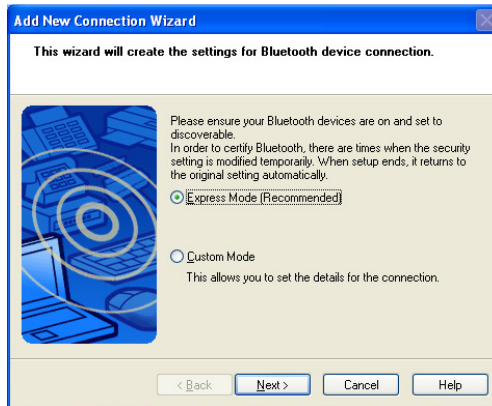 Add New Connection Wizard
This wizard will create the settings for Bluetooth device connection.
Please ensure your Bluetooth devices are on and set to
discoverable.
In order to certify Bluetooth, there are times when the security
setting is modified temporarily. When setup ends, it returns to
the original setting automatically.
Express Mode (Recommended)
Custom Mode
This allows you to set the details for the connection.
< Back Next > Cancel Help